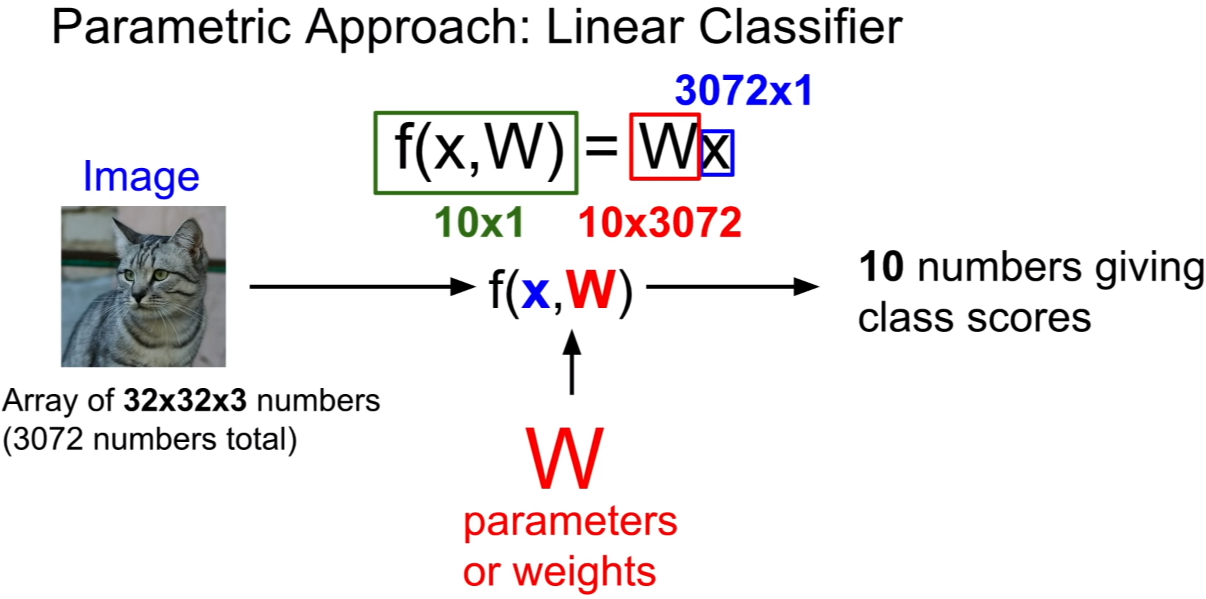 Parametric Approach: Linear Classifier
3072x1
f(x,W) = Wx
10x1 10x3072
Image
f(x,W)
10 numbers giving
class scores
Array of 32x32x3 numbers
(3072 numbers total)
W
parameters
or weights